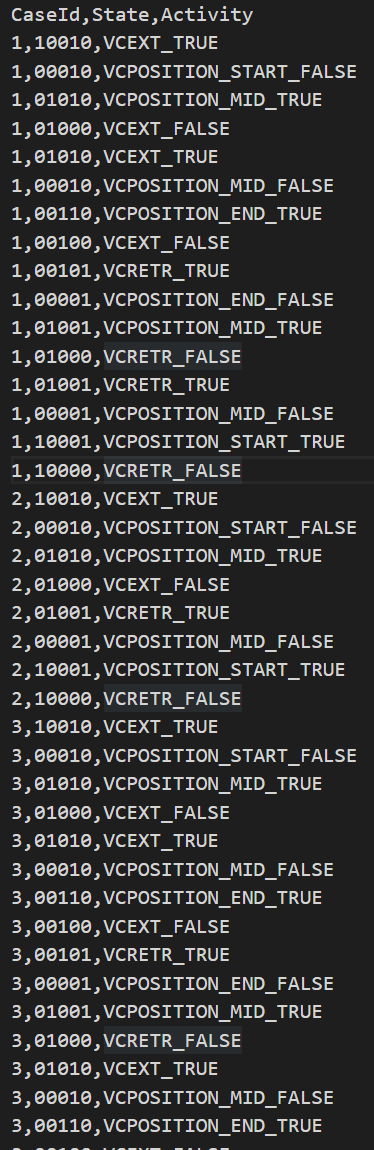 CaseId,State,Activity
1,10010,VCEXT_TRUE
1,00010,VCPOSITION_START_FALSE
1,01010,VCPOSITION_MID_TRUE
1,01000,VCEXT_FALSE
1,01010,VCEXT_TRUE
1,00010,VCPOSITION_MID_FALSE
1,00110,VCPOSITION_END_TRUE
1,00100,VCEXT_FALSE
1,00101,VCRETR_TRUE
1,00001,VCPOSITION_END_FALSE
1,01001,VCPOSITION_MID_TRUE
1,01000,VCRETR_FALSE
1,01001,VCRETR_TRUE
1,00001,VCPOSITION_MID_FALSE
1,10001,VCPOSITION_START_TRUE
1,10000,VCRETR_FALSE
2,10010,VCEXT_TRUE
2,00010,VCPOSITION_START_FALSE
2,01010,VCPOSITION_MID_TRUE
2,01000,VCEXT_FALSE
2,01001,VCRETR_TRUE
2,00001,VCPOSITION_MID_FALSE
2,10001,VCPOSITION_START_TRUE
2,10000,VCRETR_FALSE
3,10010,VCEXT_TRUE
3,00010,VCPOSITION_START_FALSE
3,01010,VCPOSITION_MID_TRUE
3,01000,VCEXT_FALSE
3,01010,VCEXT_TRUE
3,00010,VCPOSITION_MID_FALSE
3,00110,VCPOSITION_END_TRUE
3,00100,VCEXT_FALSE
3,00101,VCRETR_TRUE
3,00001,VCPOSITION_END_FALSE
3,01001,VCPOSITION_MID_TRUE
3,01000,VCRETR_FALSE
3,01010,VCEXT_TRUE
3,00010,VCPOSITION_MID_FALSE
3,00110,VCPOSITION_END_TRUE